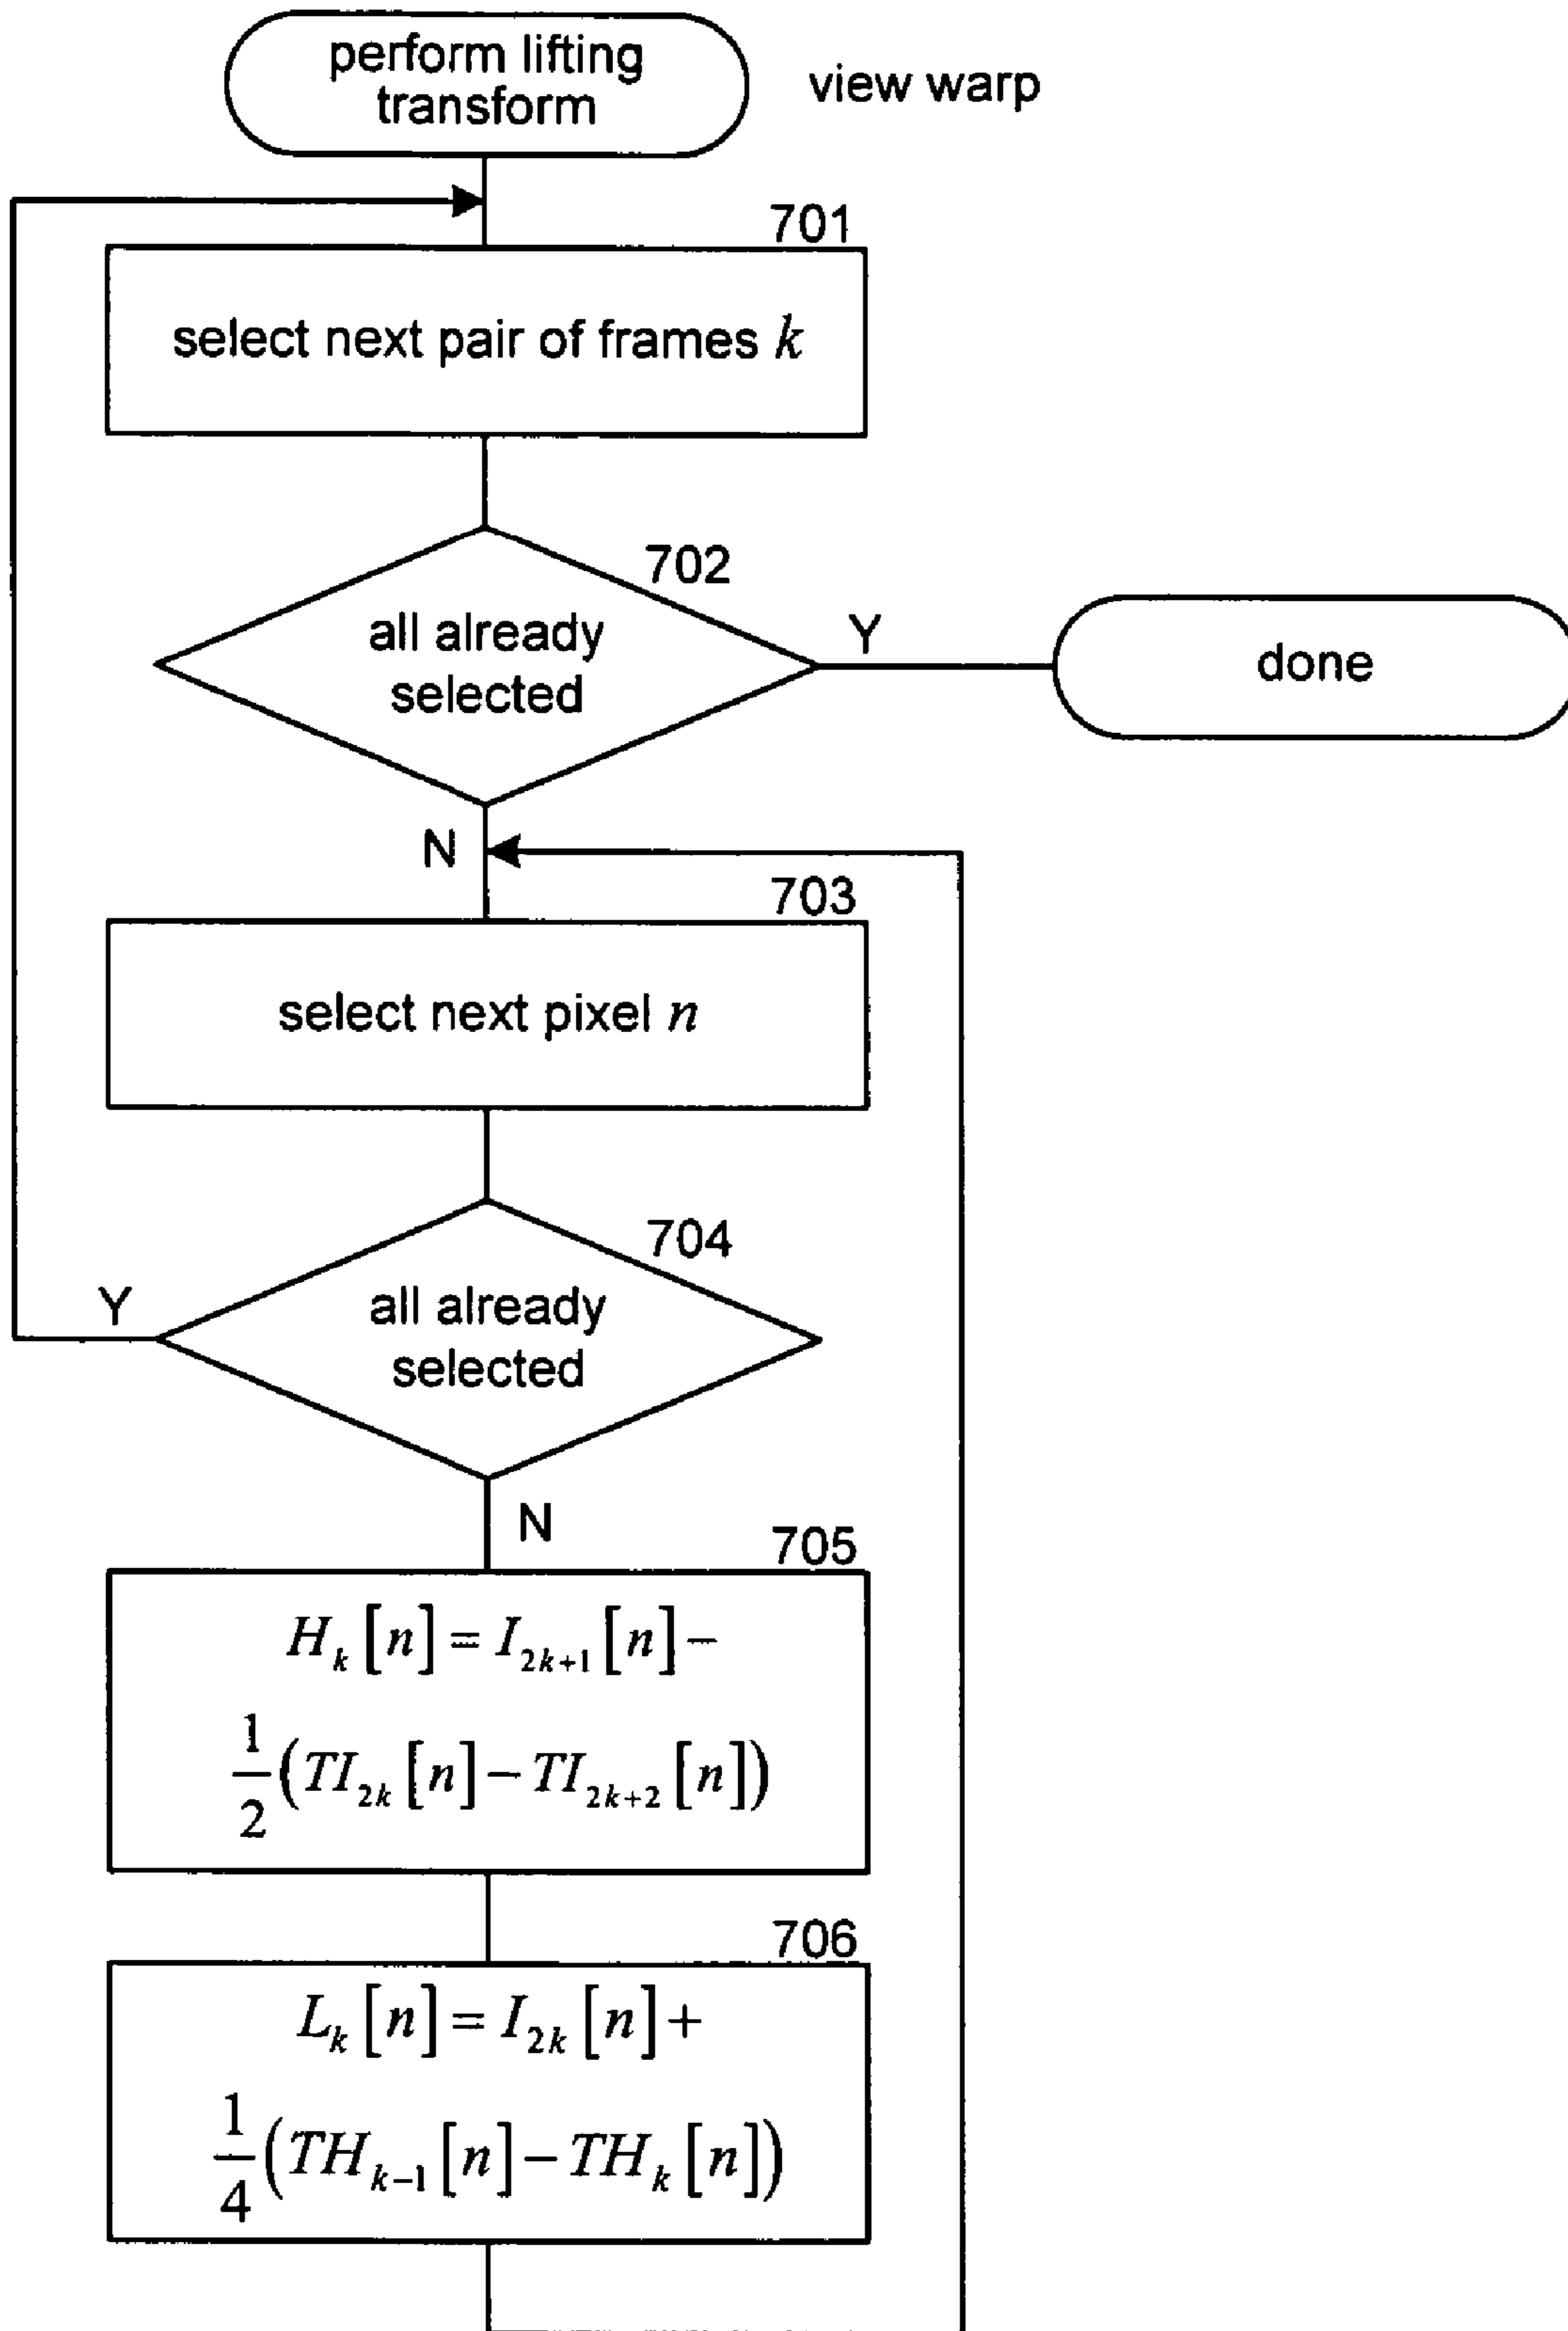 perform lifting
transform
view warp
701
select next pair of frames k
702
all already
selected
Y
done
N
703
select next pixel n
704
all already
selected
Y
N
705
H_k [n] = I_{2k+1} [n] −
\frac{1}{2} (TI_{2k} [n] − TI_{2k+2} [n])
706
L_k [n] = I_{2k} [n] +
\frac{1}{4} (TH_{k−1} [n] − TH_k [n])